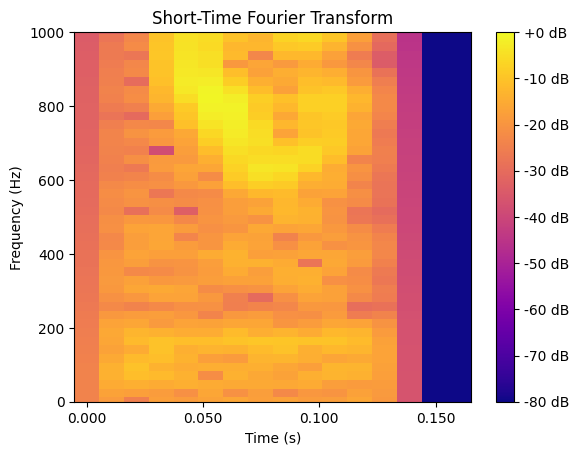 Short-Time Fourier Transform
1000
800
600
400
200
0
Frequency (Hz)
0.000
0.050
0.100
0.150
Time (s)
+0 dB
-10 dB
-20 dB
-30 dB
-40 dB
-50 dB
-60 dB
-70 dB
-80 dB